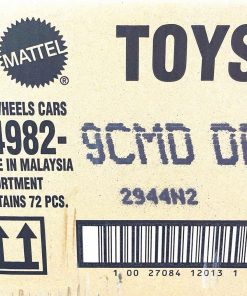 MATTEL
TOYS
WHEELS CARS
4982-
9CMD
E IN MALAYSIA
ORTMENT
2944N2
TAINS 72 PCS.
1 00 27084 12013 1